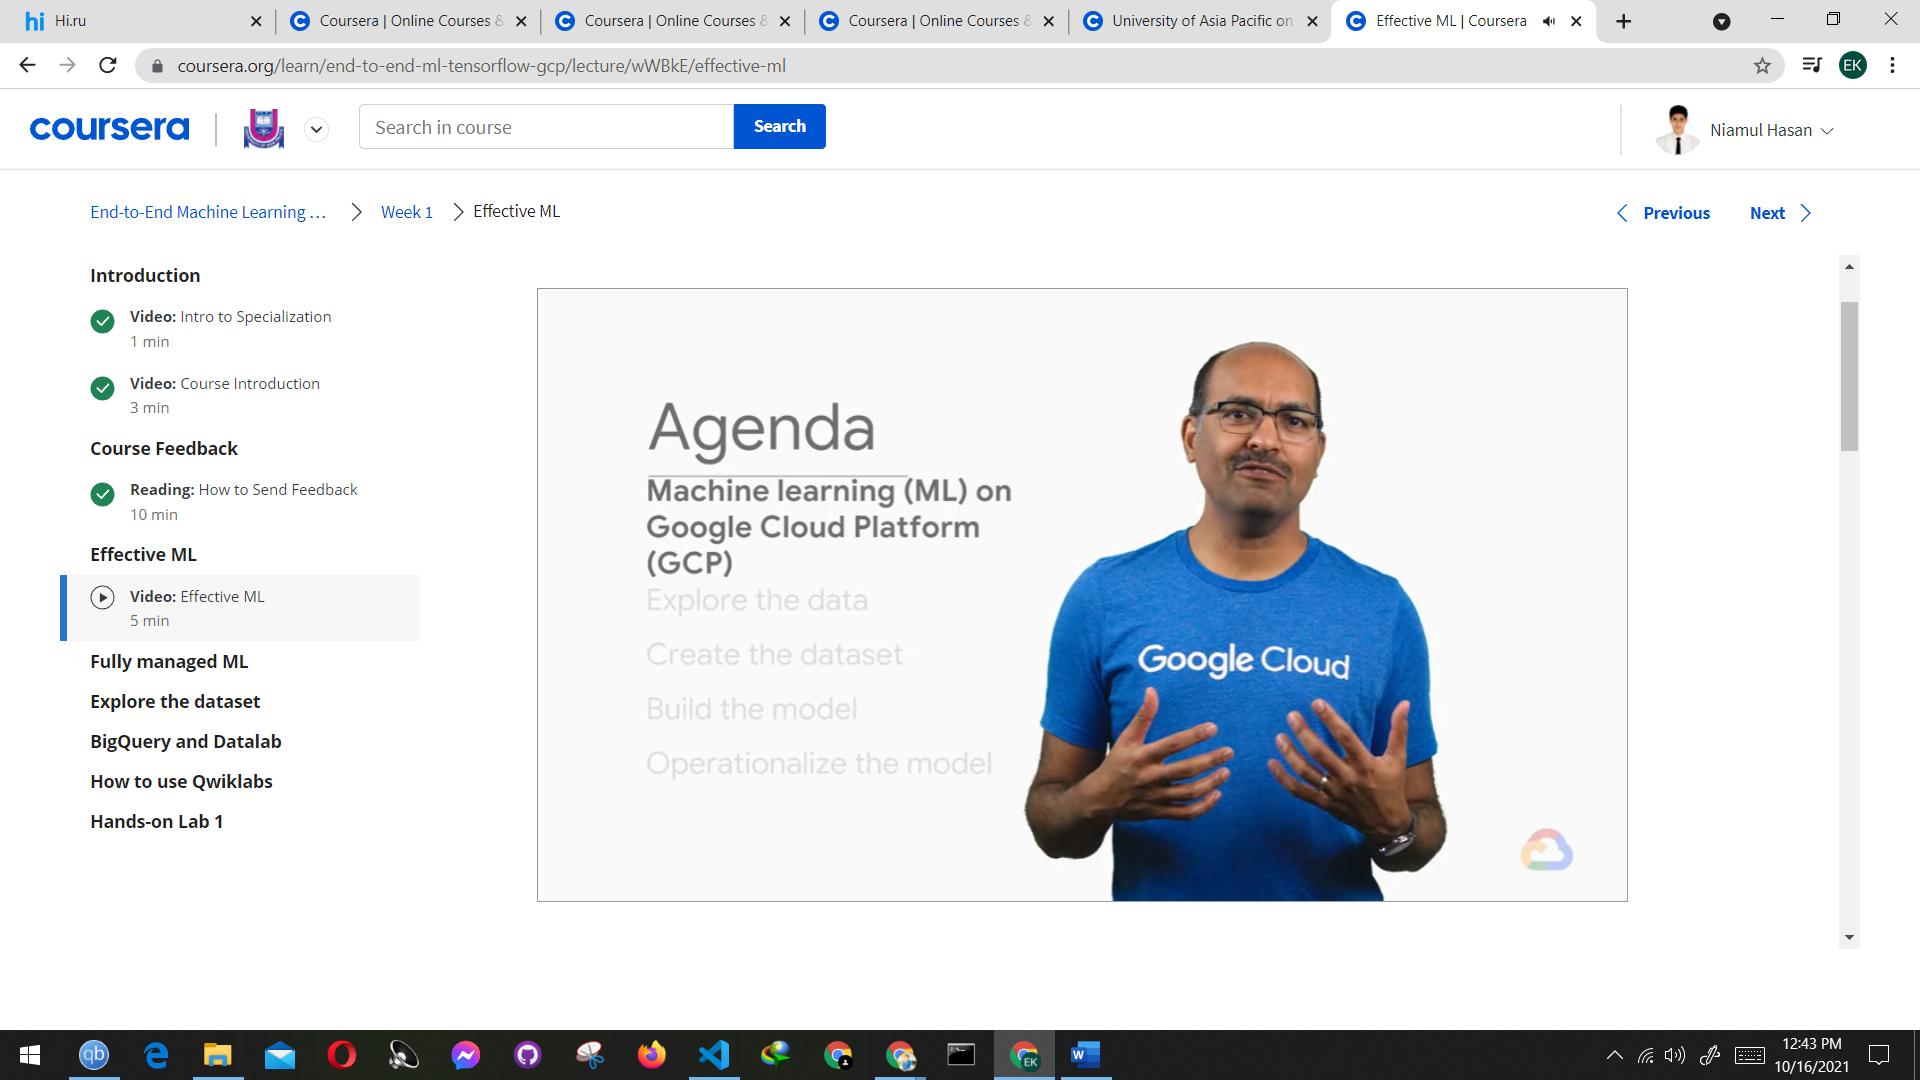 hi Hi.ru
Coursera | Online Courses &
Coursera | Online Courses &
Coursera | Online Courses &
University of Asia Pacific on
Effective ML | Coursera
coursera.org/learn/end-to-end-ml-tensorflow-gcp/lecture/wWBkE/effective-ml
EK
coursera
Search in course
Search
Niamul Hasan
End-to-End Machine Learning ...
Week 1
Effective ML
Previous
Next
Introduction
Video: Intro to Specialization
1 min
Video: Course Introduction
3 min
Course Feedback
Reading: How to Send Feedback
10 min
Effective ML
Video: Effective ML
5 min
Fully managed ML
Explore the dataset
BigQuery and Datalab
How to use Qwiklabs
Hands-on Lab 1
Agenda
Machine learning (ML) on
Google Cloud Platform
(GCP)
Explore the data
Create the dataset
Build the model
Operationalize the model
Google Cloud
qb
EK
W
12:43 PM
10/16/2021